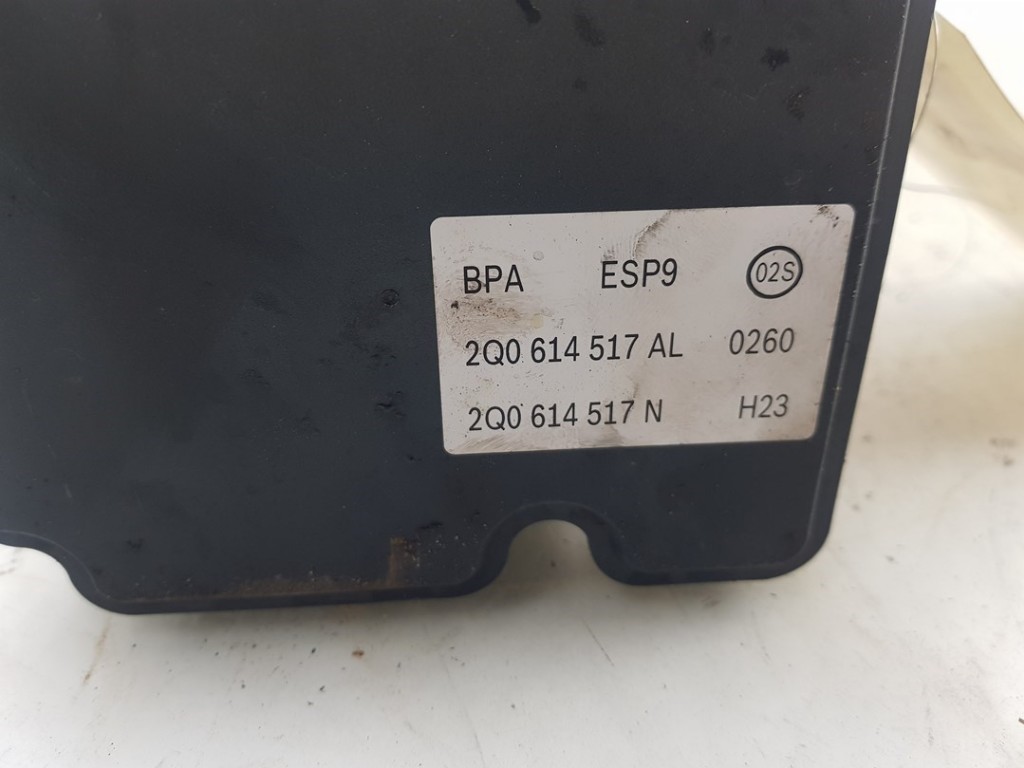 BPA ESP9 02S
2Q0 614 517 AL 0260
2Q0 614 517 N H23